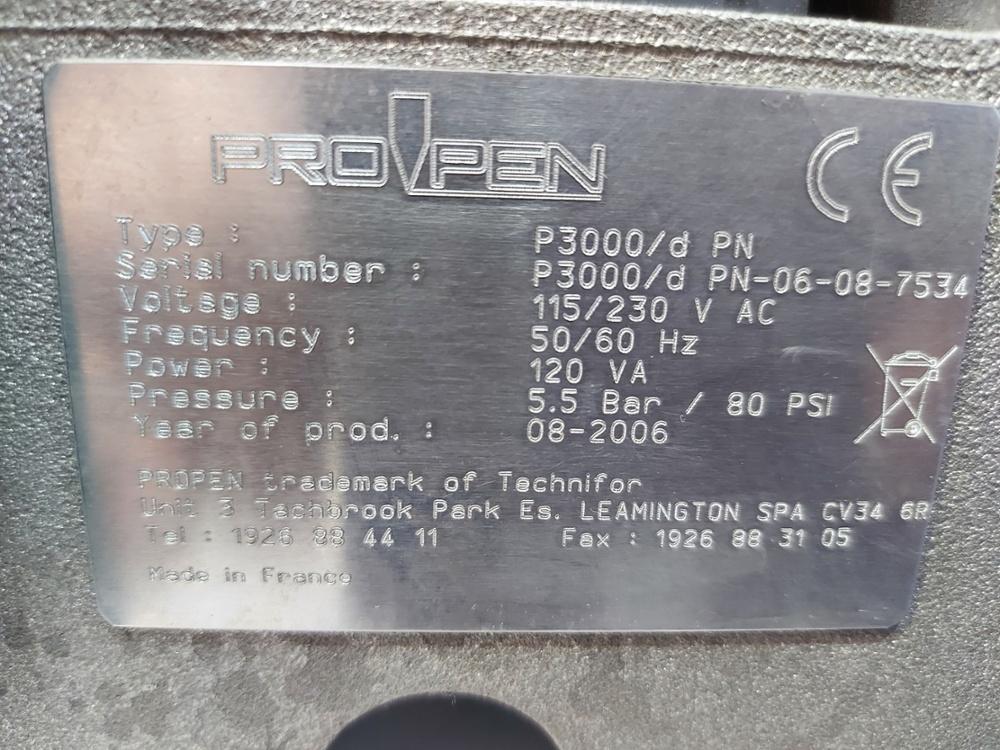 PROPEN
CE
Type : P3000/d PN
Serial number : P3000/d PN-06-08-7534
Voltage : 115/230 V AC
Frequency : 50/60 Hz
Power : 120 VA
Pressure : 5.5 Bar / 80 PSI
Year of prod. : 08-2006
PROPEN trademark of Technifor
Unit 3 Tachbrook Park Es. LEAMINGTON SPA CV34 6R
Tel : 1926 88 44 11 Fax : 1926 88 31 05
Made in France